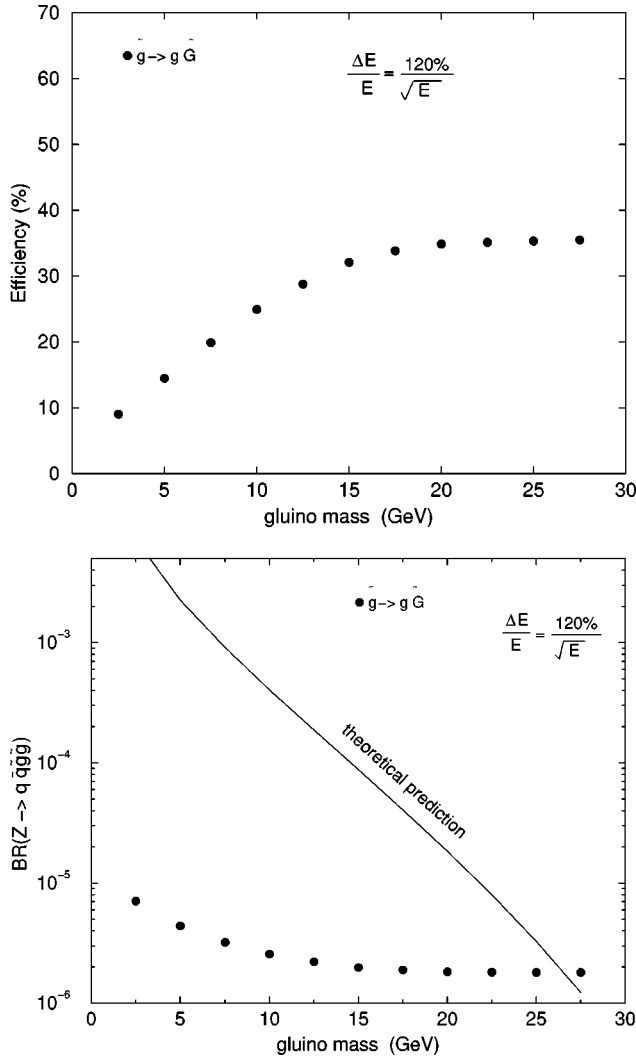 70
60
50
40
30
20
10
0
Efficiency (%)
g̃ -> g G̃
ΔE/E = 120%/√E
0 5 10 15 20 25 30
gluino mass (GeV)
10⁻³
10⁻⁴
10⁻⁵
10⁻⁶
BR(Z -> q q̄ g̃ g̃)
g̃ -> g G̃
ΔE/E = 120%/√E
theoretical prediction
0 5 10 15 20 25 30
gluino mass (GeV)